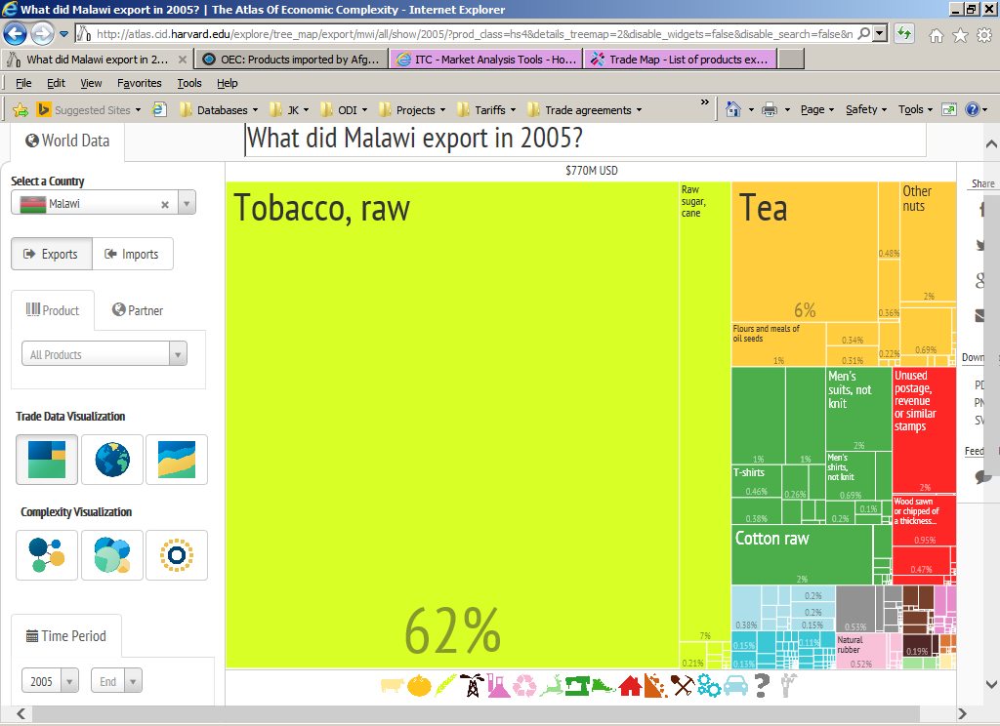 What did Malawi export in 2005? | The Atlas Of Economic Complexity - Internet Explorer
http://atlas.cid.harvard.edu/explore/tree_map/export/mwi/all/show/2005/?prod_class=hs4&details_treemap=2&disable_widgets=false&disable_search=false&n
What did Malawi export in 2...
OEC: Products imported by Afg...
ITC - Market Analysis Tools - Ho...
Trade Map - List of products ex...
File Edit View Favorites Tools Help
Suggested Sites Databases JK ODI Projects Tariffs Trade agreements » Page Safety Tools
World Data
What did Malawi export in 2005?
$770M USD
Select a Country
Malawi
Exports Imports
Product Partner
All Products
Trade Data Visualization
Complexity Visualization
Time Period
2005 End
Tobacco, raw
62%
Raw
sugar,
cane
7%
0.21%
Tea
6%
0.48%
0.36%
Other
nuts
2%
Flours and meals of
oil seeds
1%
0.34%
0.31%
0.22%
0.69%
1%
1%
Men's
suits, not
knit
2%
T-shirts
0.46%
0.26%
0.38%
Men's
shirts,
not knit
0.69%
0.1%
0.2%
Cotton raw
2%
Unused
postage,
revenue
or similar
stamps
2%
Wood sawn
or chipped of
a thickness...
0.95%
0.47%
0.38%
0.2%
0.2%
0.15%
0.53%
0.15%
0.11%
0.13%
Natural
rubber
0.52%
0.19%
Share
Down
PD
PN
SV
Feed